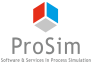 ProSim
Software & Services In Process Simulation